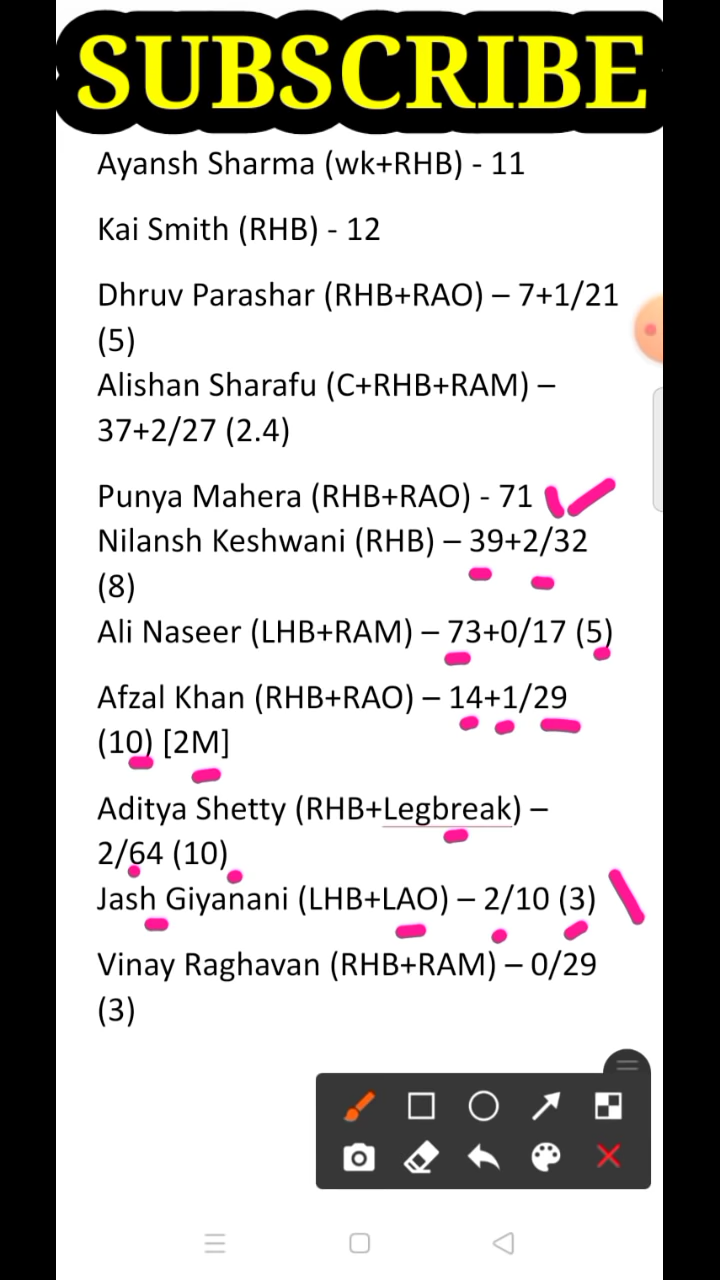 SUBSCRIBE
Ayansh Sharma (wk+RHB) - 11
Kai Smith (RHB) - 12
Dhruv Parashar (RHB+RAO) – 7+1/21
(5)
Alishan Sharafu (C+RHB+RAM) –
37+2/27 (2.4)
Punya Mahera (RHB+RAO) - 71
Nilansh Keshwani (RHB) – 39+2/32
(8)
Ali Naseer (LHB+RAM) – 73+0/17 (5)
Afzal Khan (RHB+RAO) – 14+1/29
(10) [2M]
Aditya Shetty (RHB+Legbreak) –
2/64 (10)
Jash Giyanani (LHB+LAO) – 2/10 (3)
Vinay Raghavan (RHB+RAM) – 0/29
(3)